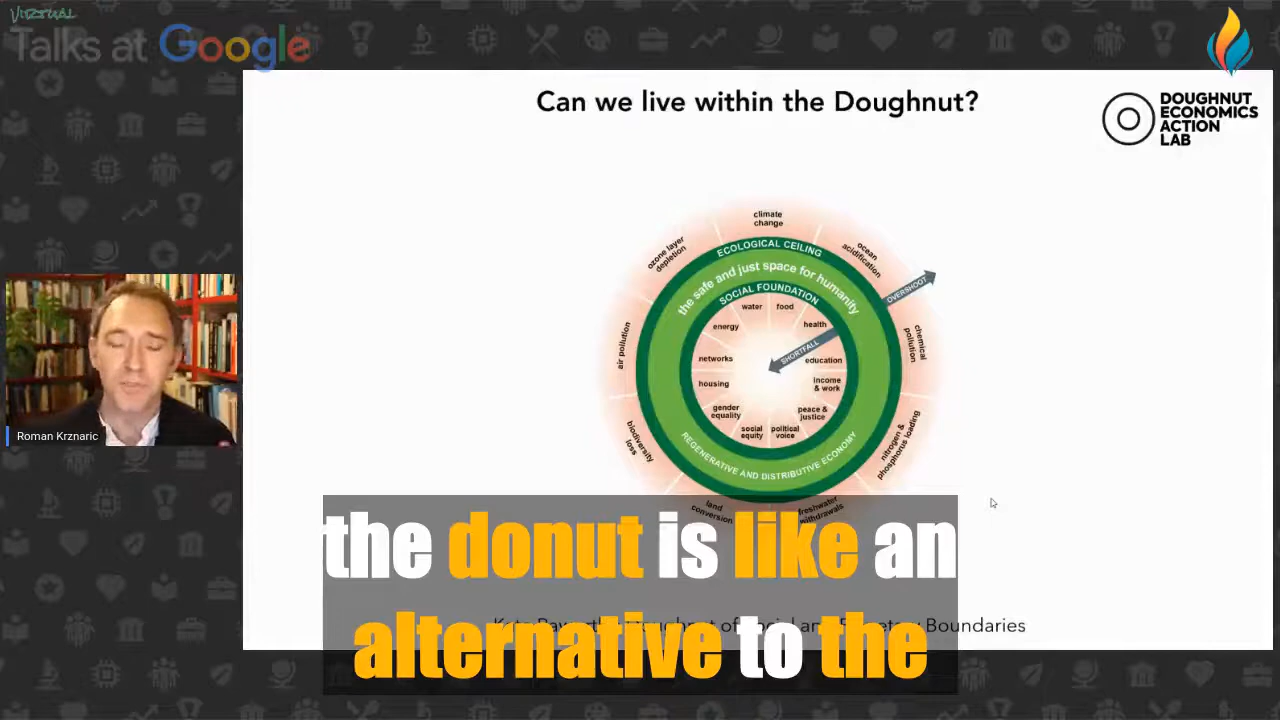 VIRTUAL
Talks at Google
Can we live within the Doughnut?
DOUGHNUT
ECONOMICS
ACTION
LAB
climate
change
ozone layer
depletion
ocean
acidification
ECOLOGICAL CEILING
the safe and just space for humanity
SOCIAL FOUNDATION
OVERSHOOT
water
food
energy
health
SHORTFALL
air pollution
chemical
pollution
networks
education
housing
income
& work
gender
equality
peace &
justice
social
equity
political
voice
biodiversity
loss
nitrogen &
phosphorus loading
REGENERATIVE AND DISTRIBUTIVE ECONOMY
land
conversion
freshwater
withdrawals
Roman Krznaric
the donut is like an
alternative to the
Boundaries